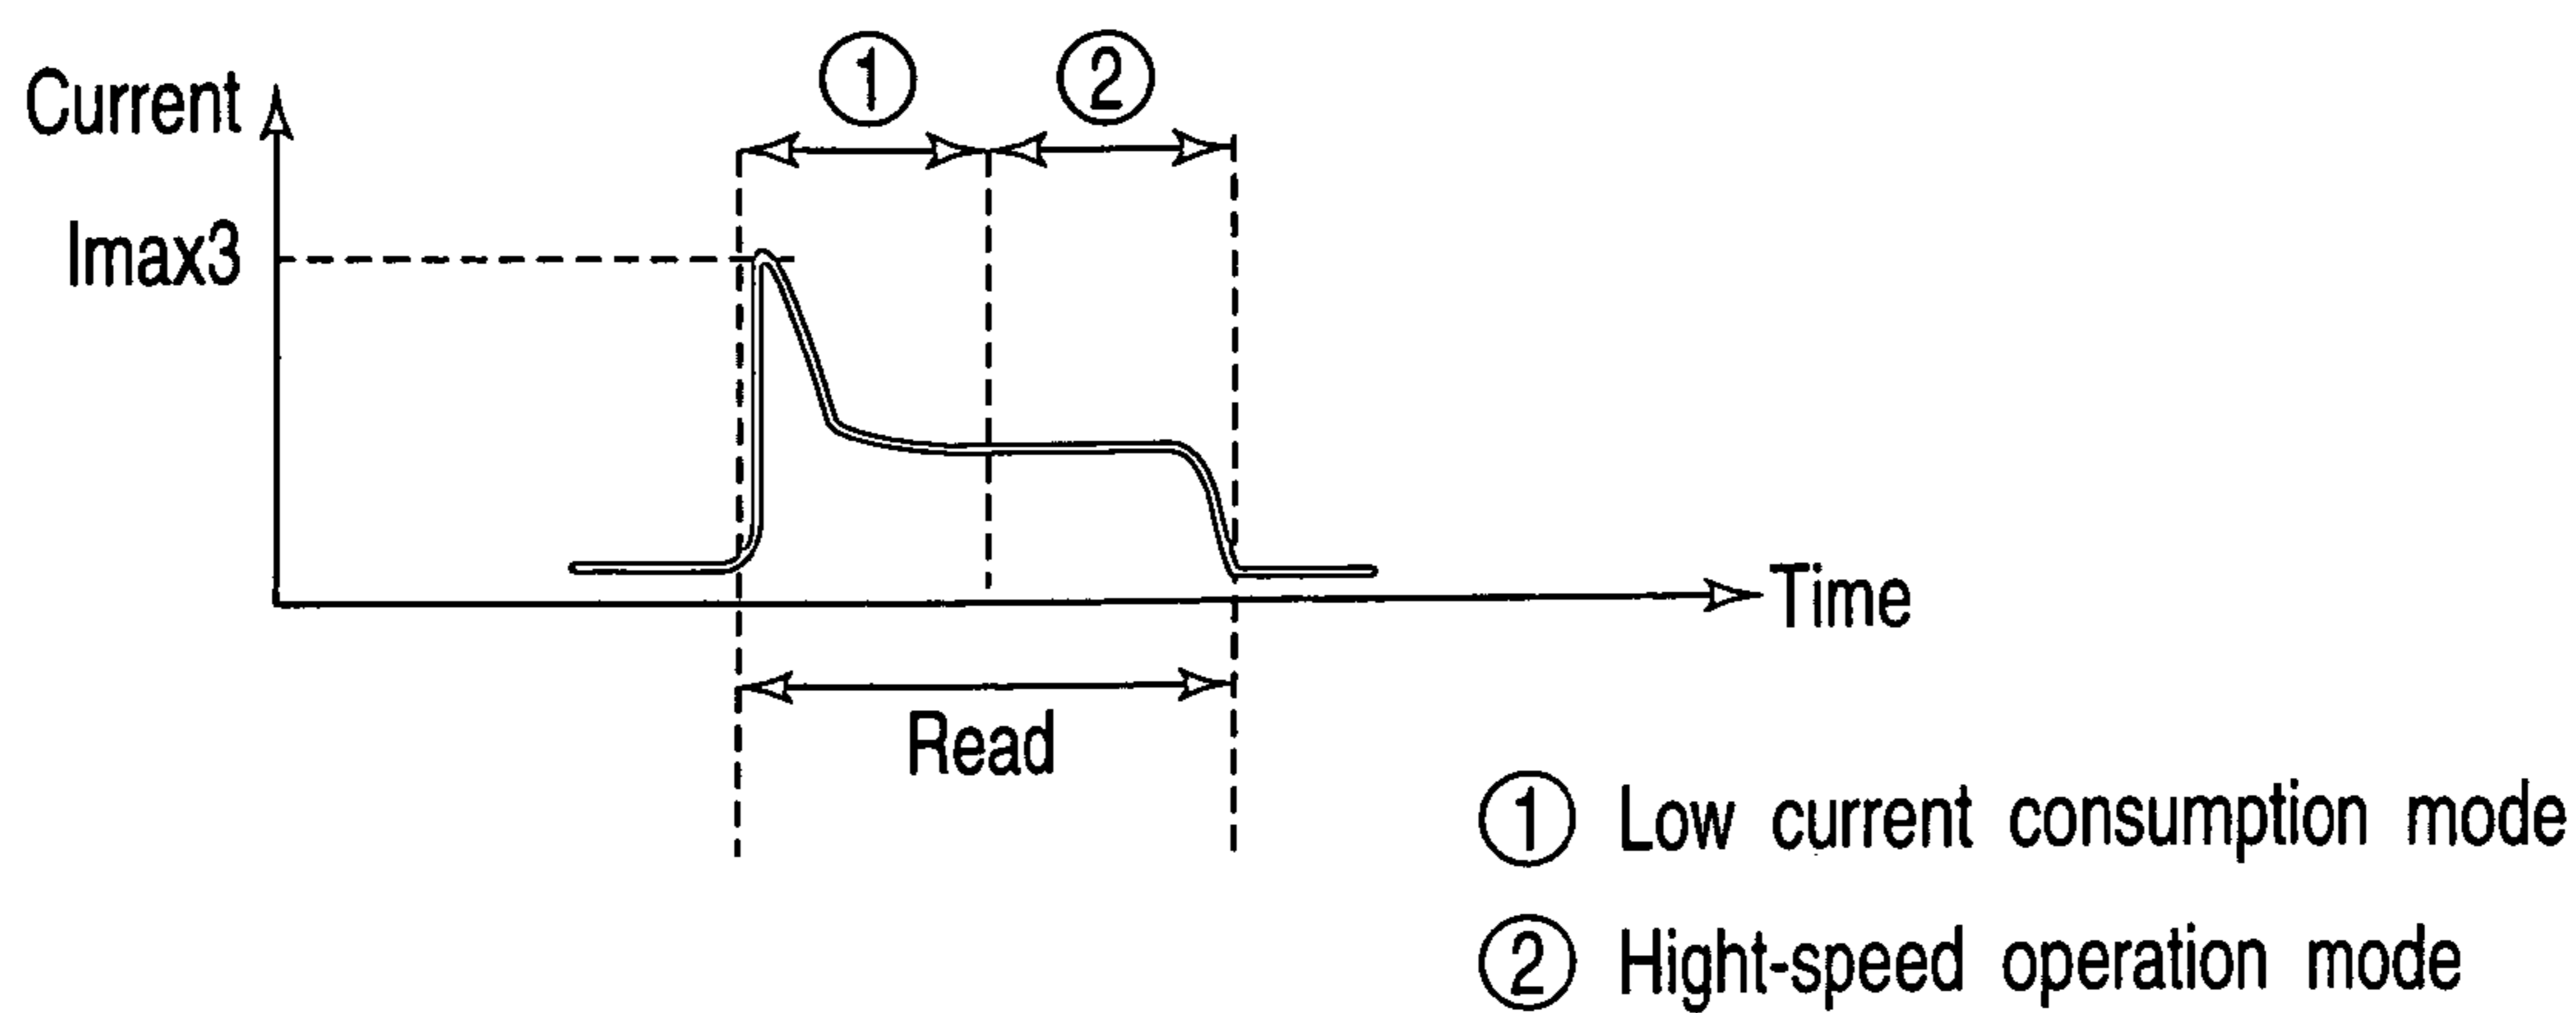 ① ②
Current
Imax3
Time
Read
① Low current consumption mode
② Hight-speed operation mode